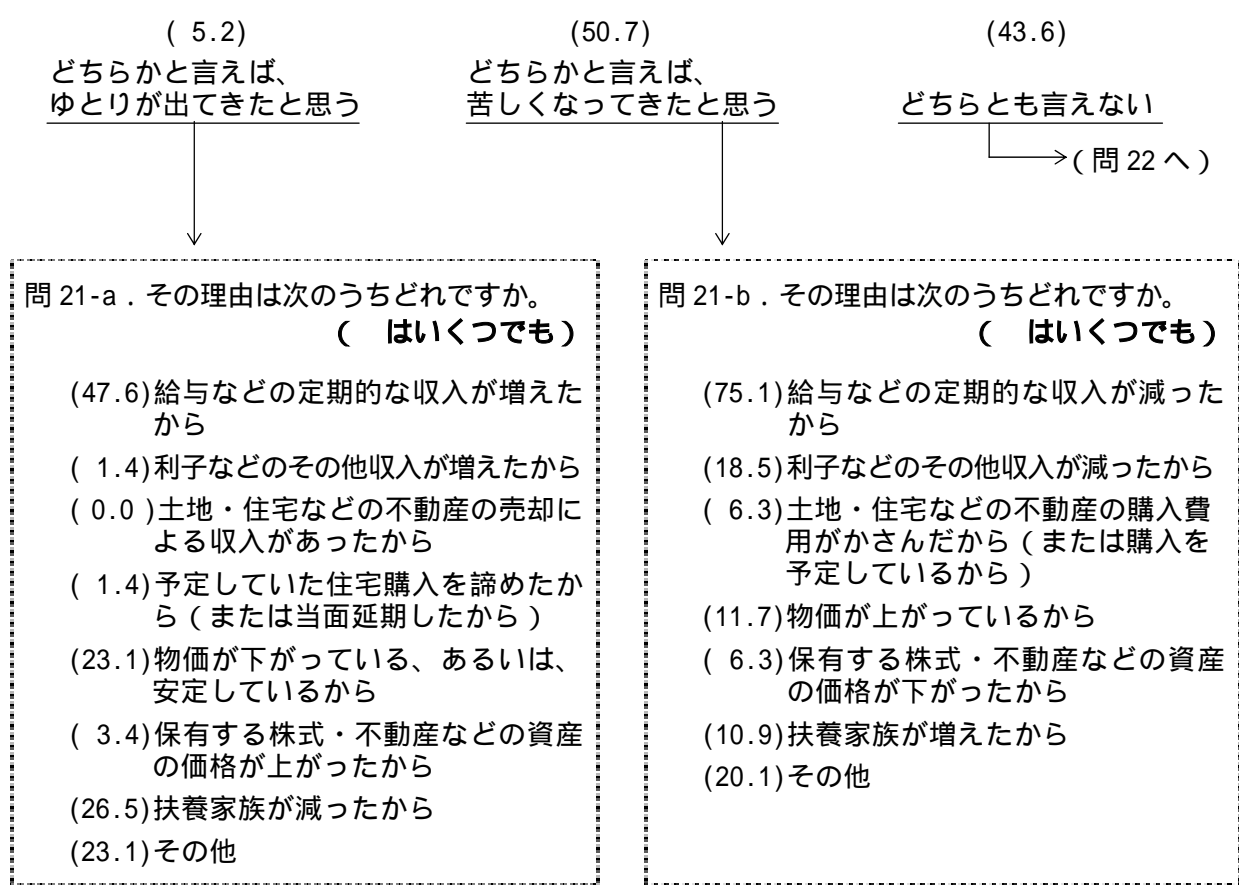 ( 5.2)
どちらかと言えば、
ゆとりが出てきたと思う
(50.7)
どちらかと言えば、
苦しくなってきたと思う
(43.6)
どちらとも言えない
(問 22 へ)
問 21-a．その理由は次のうちどれですか。
(　はいくつでも)
(47.6)給与などの定期的な収入が増えた
から
( 1.4)利子などのその他収入が増えたから
( 0.0 )土地・住宅などの不動産の売却に
よる収入があったから
( 1.4)予定していた住宅購入を諦めたか
ら(または当面延期したから)
(23.1)物価が下がっている、あるいは、
安定しているから
( 3.4)保有する株式・不動産などの資産
の価格が上がったから
(26.5)扶養家族が減ったから
(23.1)その他
問 21-b．その理由は次のうちどれですか。
(　はいくつでも)
(75.1)給与などの定期的な収入が減った
から
(18.5)利子などのその他収入が減ったから
( 6.3)土地・住宅などの不動産の購入費
用がかさんだから(または購入を
予定しているから)
(11.7)物価が上がっているから
( 6.3)保有する株式・不動産などの資産
の価格が下がったから
(10.9)扶養家族が増えたから
(20.1)その他